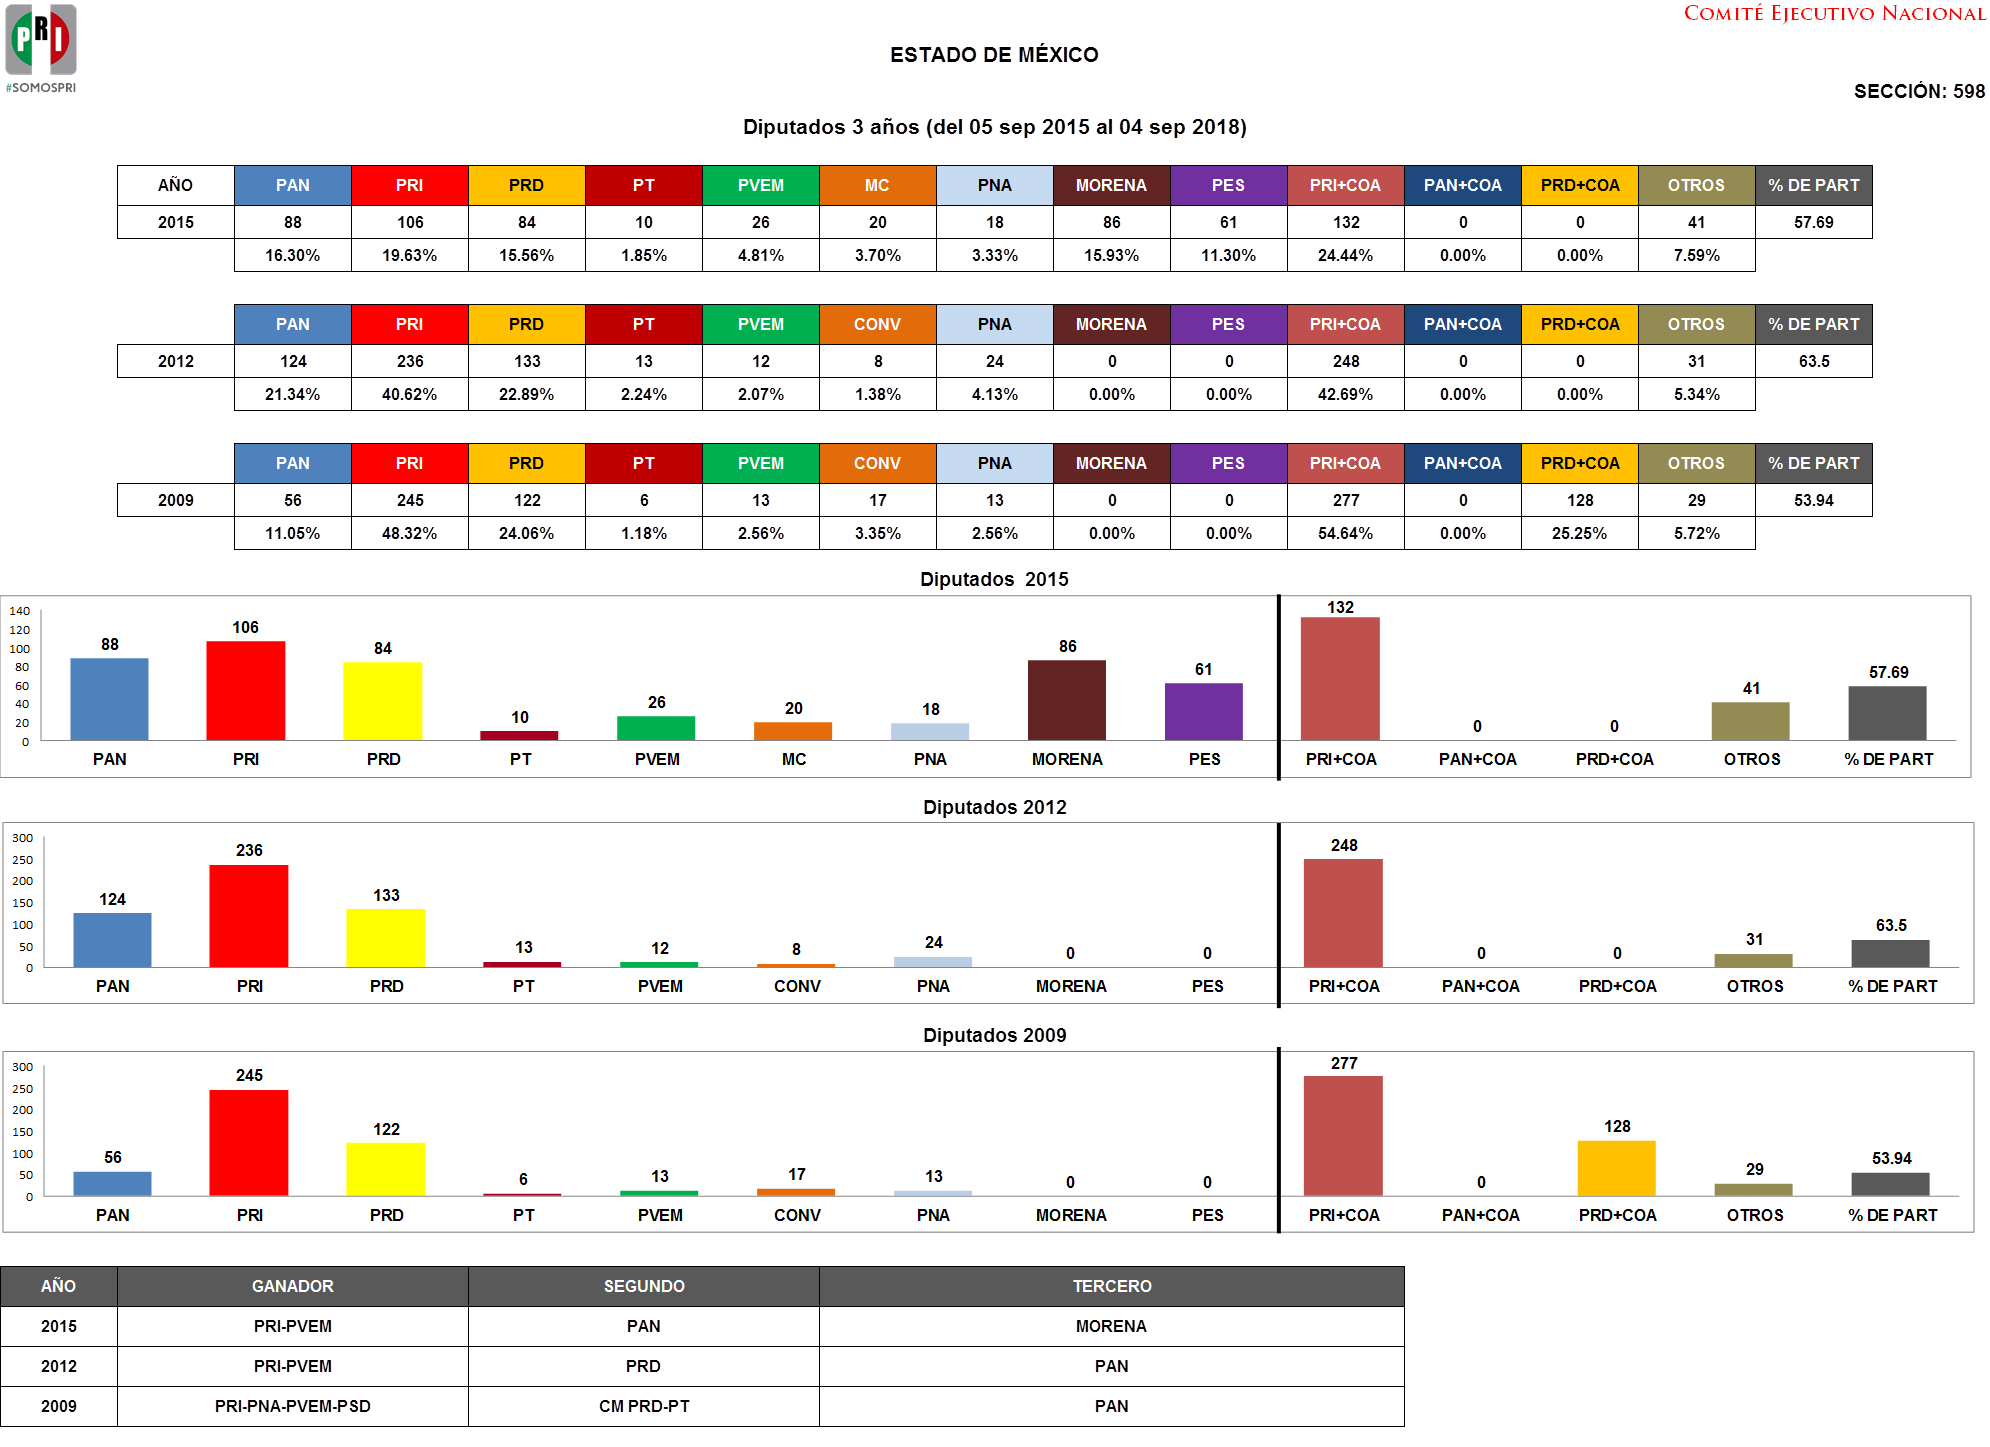 PRI
#SOMOSPRI
COMITÉ EJECUTIVO NACIONAL
ESTADO DE MÉXICO
SECCIÓN: 598
Diputados 3 años (del 05 sep 2015 al 04 sep 2018)
AÑO PAN PRI PRD PT PVEM MC PNA MORENA PES PRI+COA PAN+COA PRD+COA OTROS % DE PART
2015 88 106 84 10 26 20 18 86 61 132 0 0 41 57.69
16.30% 19.63% 15.56% 1.85% 4.81% 3.70% 3.33% 15.93% 11.30% 24.44% 0.00% 0.00% 7.59%
PAN PRI PRD PT PVEM CONV PNA MORENA PES PRI+COA PAN+COA PRD+COA OTROS % DE PART
2012 124 236 133 13 12 8 24 0 0 248 0 0 31 63.5
21.34% 40.62% 22.89% 2.24% 2.07% 1.38% 4.13% 0.00% 0.00% 42.69% 0.00% 0.00% 5.34%
PAN PRI PRD PT PVEM CONV PNA MORENA PES PRI+COA PAN+COA PRD+COA OTROS % DE PART
2009 56 245 122 6 13 17 13 0 0 277 0 128 29 53.94
11.05% 48.32% 24.06% 1.18% 2.56% 3.35% 2.56% 0.00% 0.00% 54.64% 0.00% 25.25% 5.72%
Diputados 2015
140
120
100
80
60
40
20
0
88 106 84 10 26 20 18 86 61 132 0 0 41 57.69
PAN PRI PRD PT PVEM MC PNA MORENA PES PRI+COA PAN+COA PRD+COA OTROS % DE PART
Diputados 2012
300
250
200
150
100
50
0
124 236 133 13 12 8 24 0 0 248 0 0 31 63.5
PAN PRI PRD PT PVEM CONV PNA MORENA PES PRI+COA PAN+COA PRD+COA OTROS % DE PART
Diputados 2009
300
250
200
150
100
50
0
56 245 122 6 13 17 13 0 0 277 0 128 29 53.94
PAN PRI PRD PT PVEM CONV PNA MORENA PES PRI+COA PAN+COA PRD+COA OTROS % DE PART
AÑO GANADOR SEGUNDO TERCERO
2015 PRI-PVEM PAN MORENA
2012 PRI-PVEM PRD PAN
2009 PRI-PNA-PVEM-PSD CM PRD-PT PAN